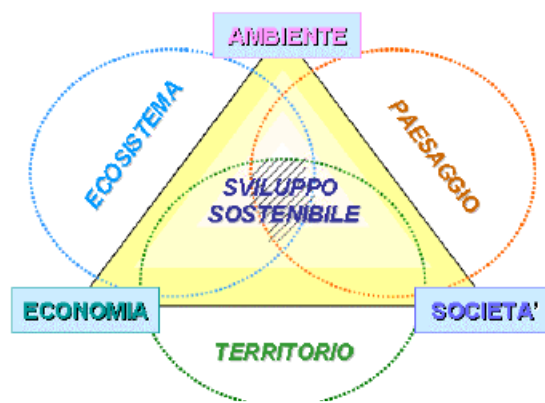 AMBIENTE
ECOSISTEMA
PAESAGGIO
SVILUPPO
SOSTENIBILE
ECONOMIA
SOCIETA'
TERRITORIO